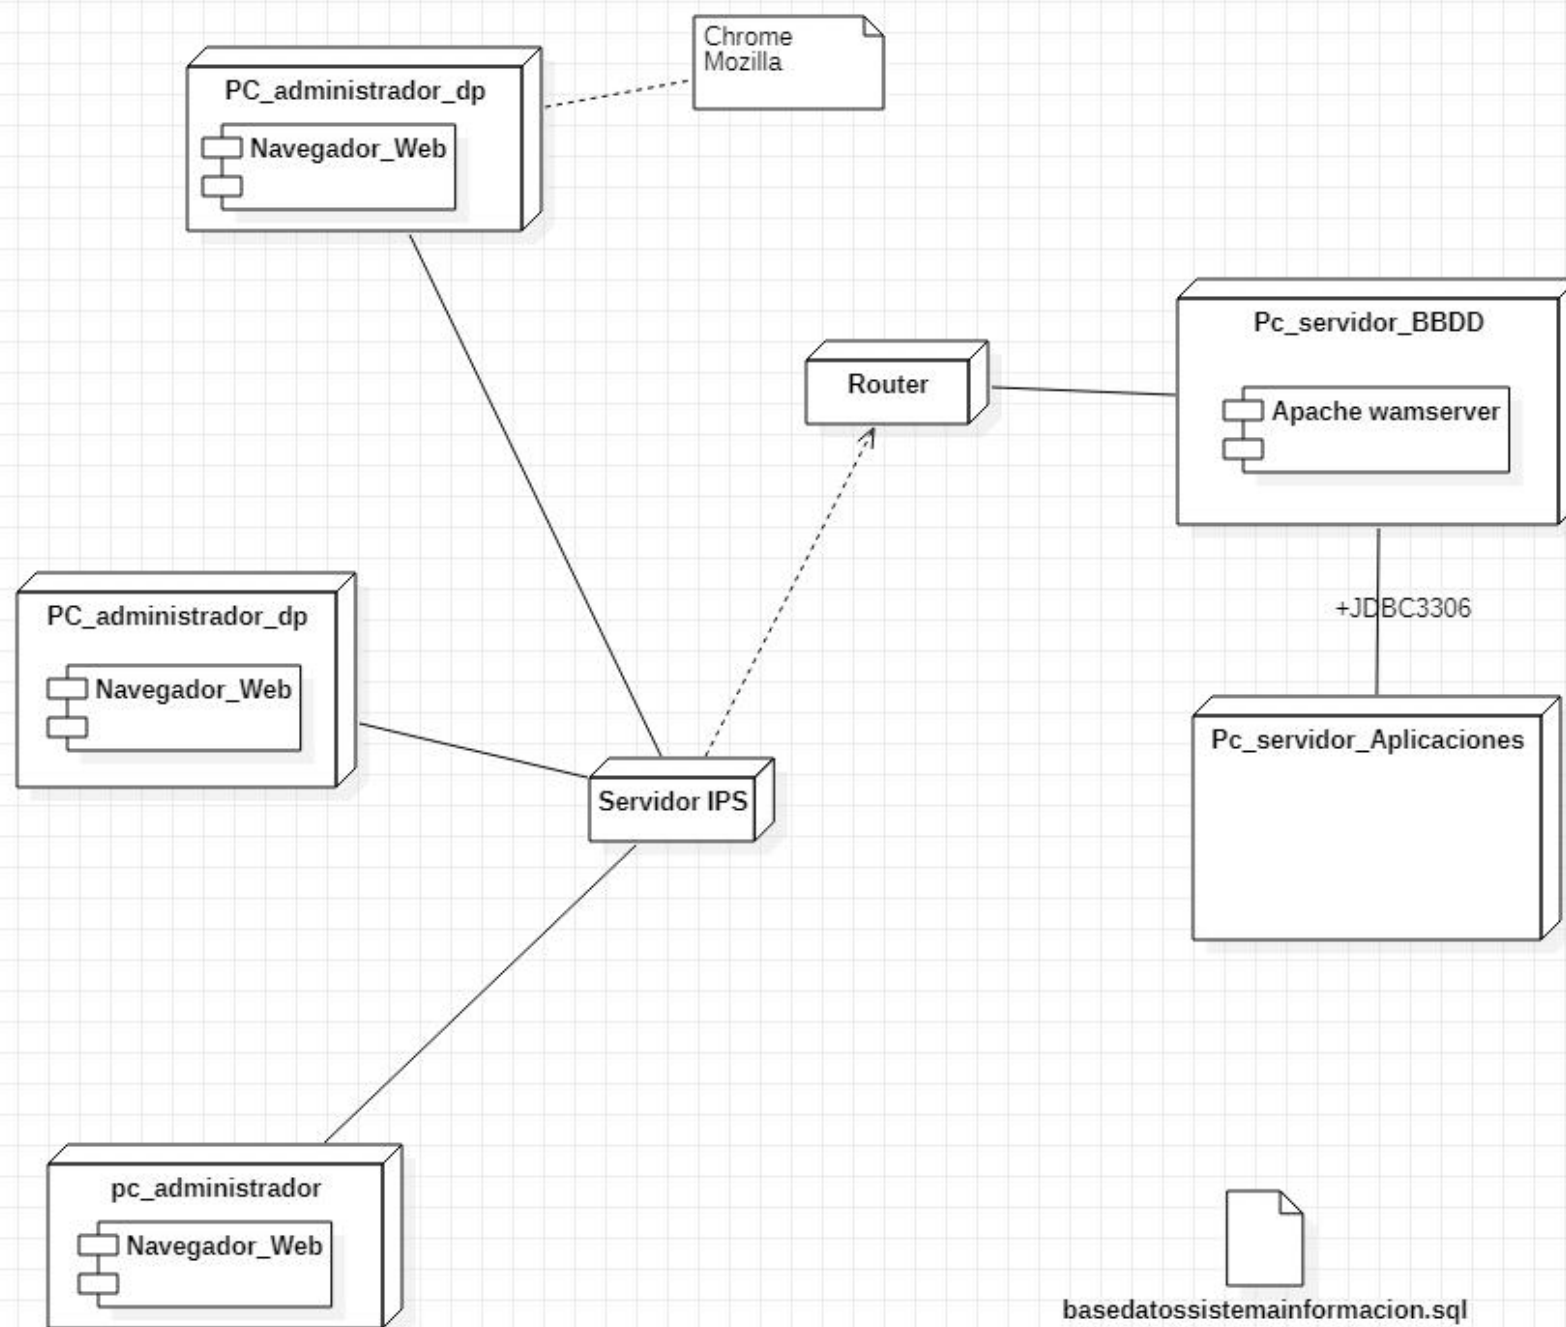 Chrome
Mozilla
PC_administrador_dp
Navegador_Web
Pc_servidor_BBDD
Router
Apache wamserver
PC_administrador_dp
+JDBC3306
Navegador_Web
Pc_servidor_Aplicaciones
Servidor IPS
pc_administrador
Navegador_Web
basedatossistemainformacion.sql